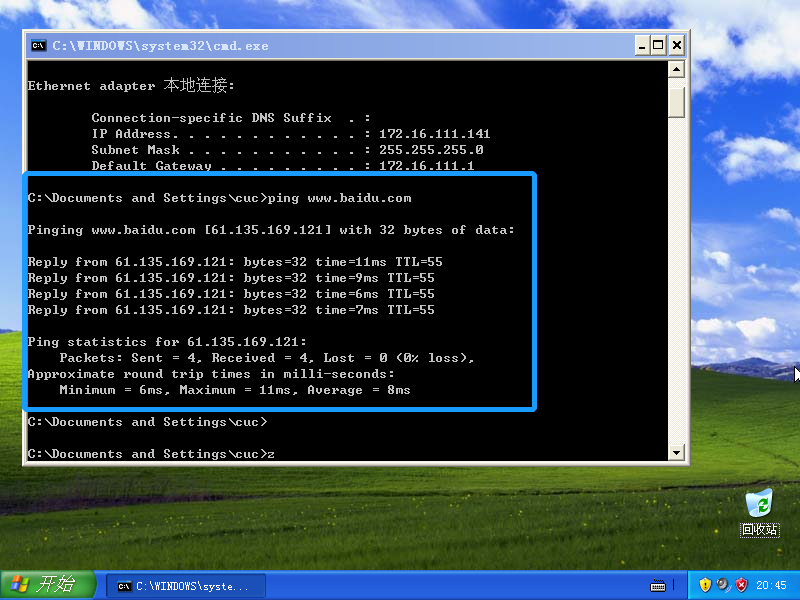 C:\WINDOWS\system32\cmd.exe
Ethernet adapter 本地连接:
Connection-specific DNS Suffix . :
IP Address. . . . . . . . . . . . : 172.16.111.141
Subnet Mask . . . . . . . . . . . : 255.255.255.0
Default Gateway . . . . . . . . . : 172.16.111.1
C:\Documents and Settings\cuc>ping www.baidu.com
Pinging www.baidu.com [61.135.169.121] with 32 bytes of data:
Reply from 61.135.169.121: bytes=32 time=11ms TTL=55
Reply from 61.135.169.121: bytes=32 time=9ms TTL=55
Reply from 61.135.169.121: bytes=32 time=6ms TTL=55
Reply from 61.135.169.121: bytes=32 time=7ms TTL=55
Ping statistics for 61.135.169.121:
Packets: Sent = 4, Received = 4, Lost = 0 (0% loss),
Approximate round trip times in milli-seconds:
Minimum = 6ms, Maximum = 11ms, Average = 8ms
C:\Documents and Settings\cuc>
C:\Documents and Settings\cuc>z
回收站
开始
C:\WINDOWS\syste...
20:45